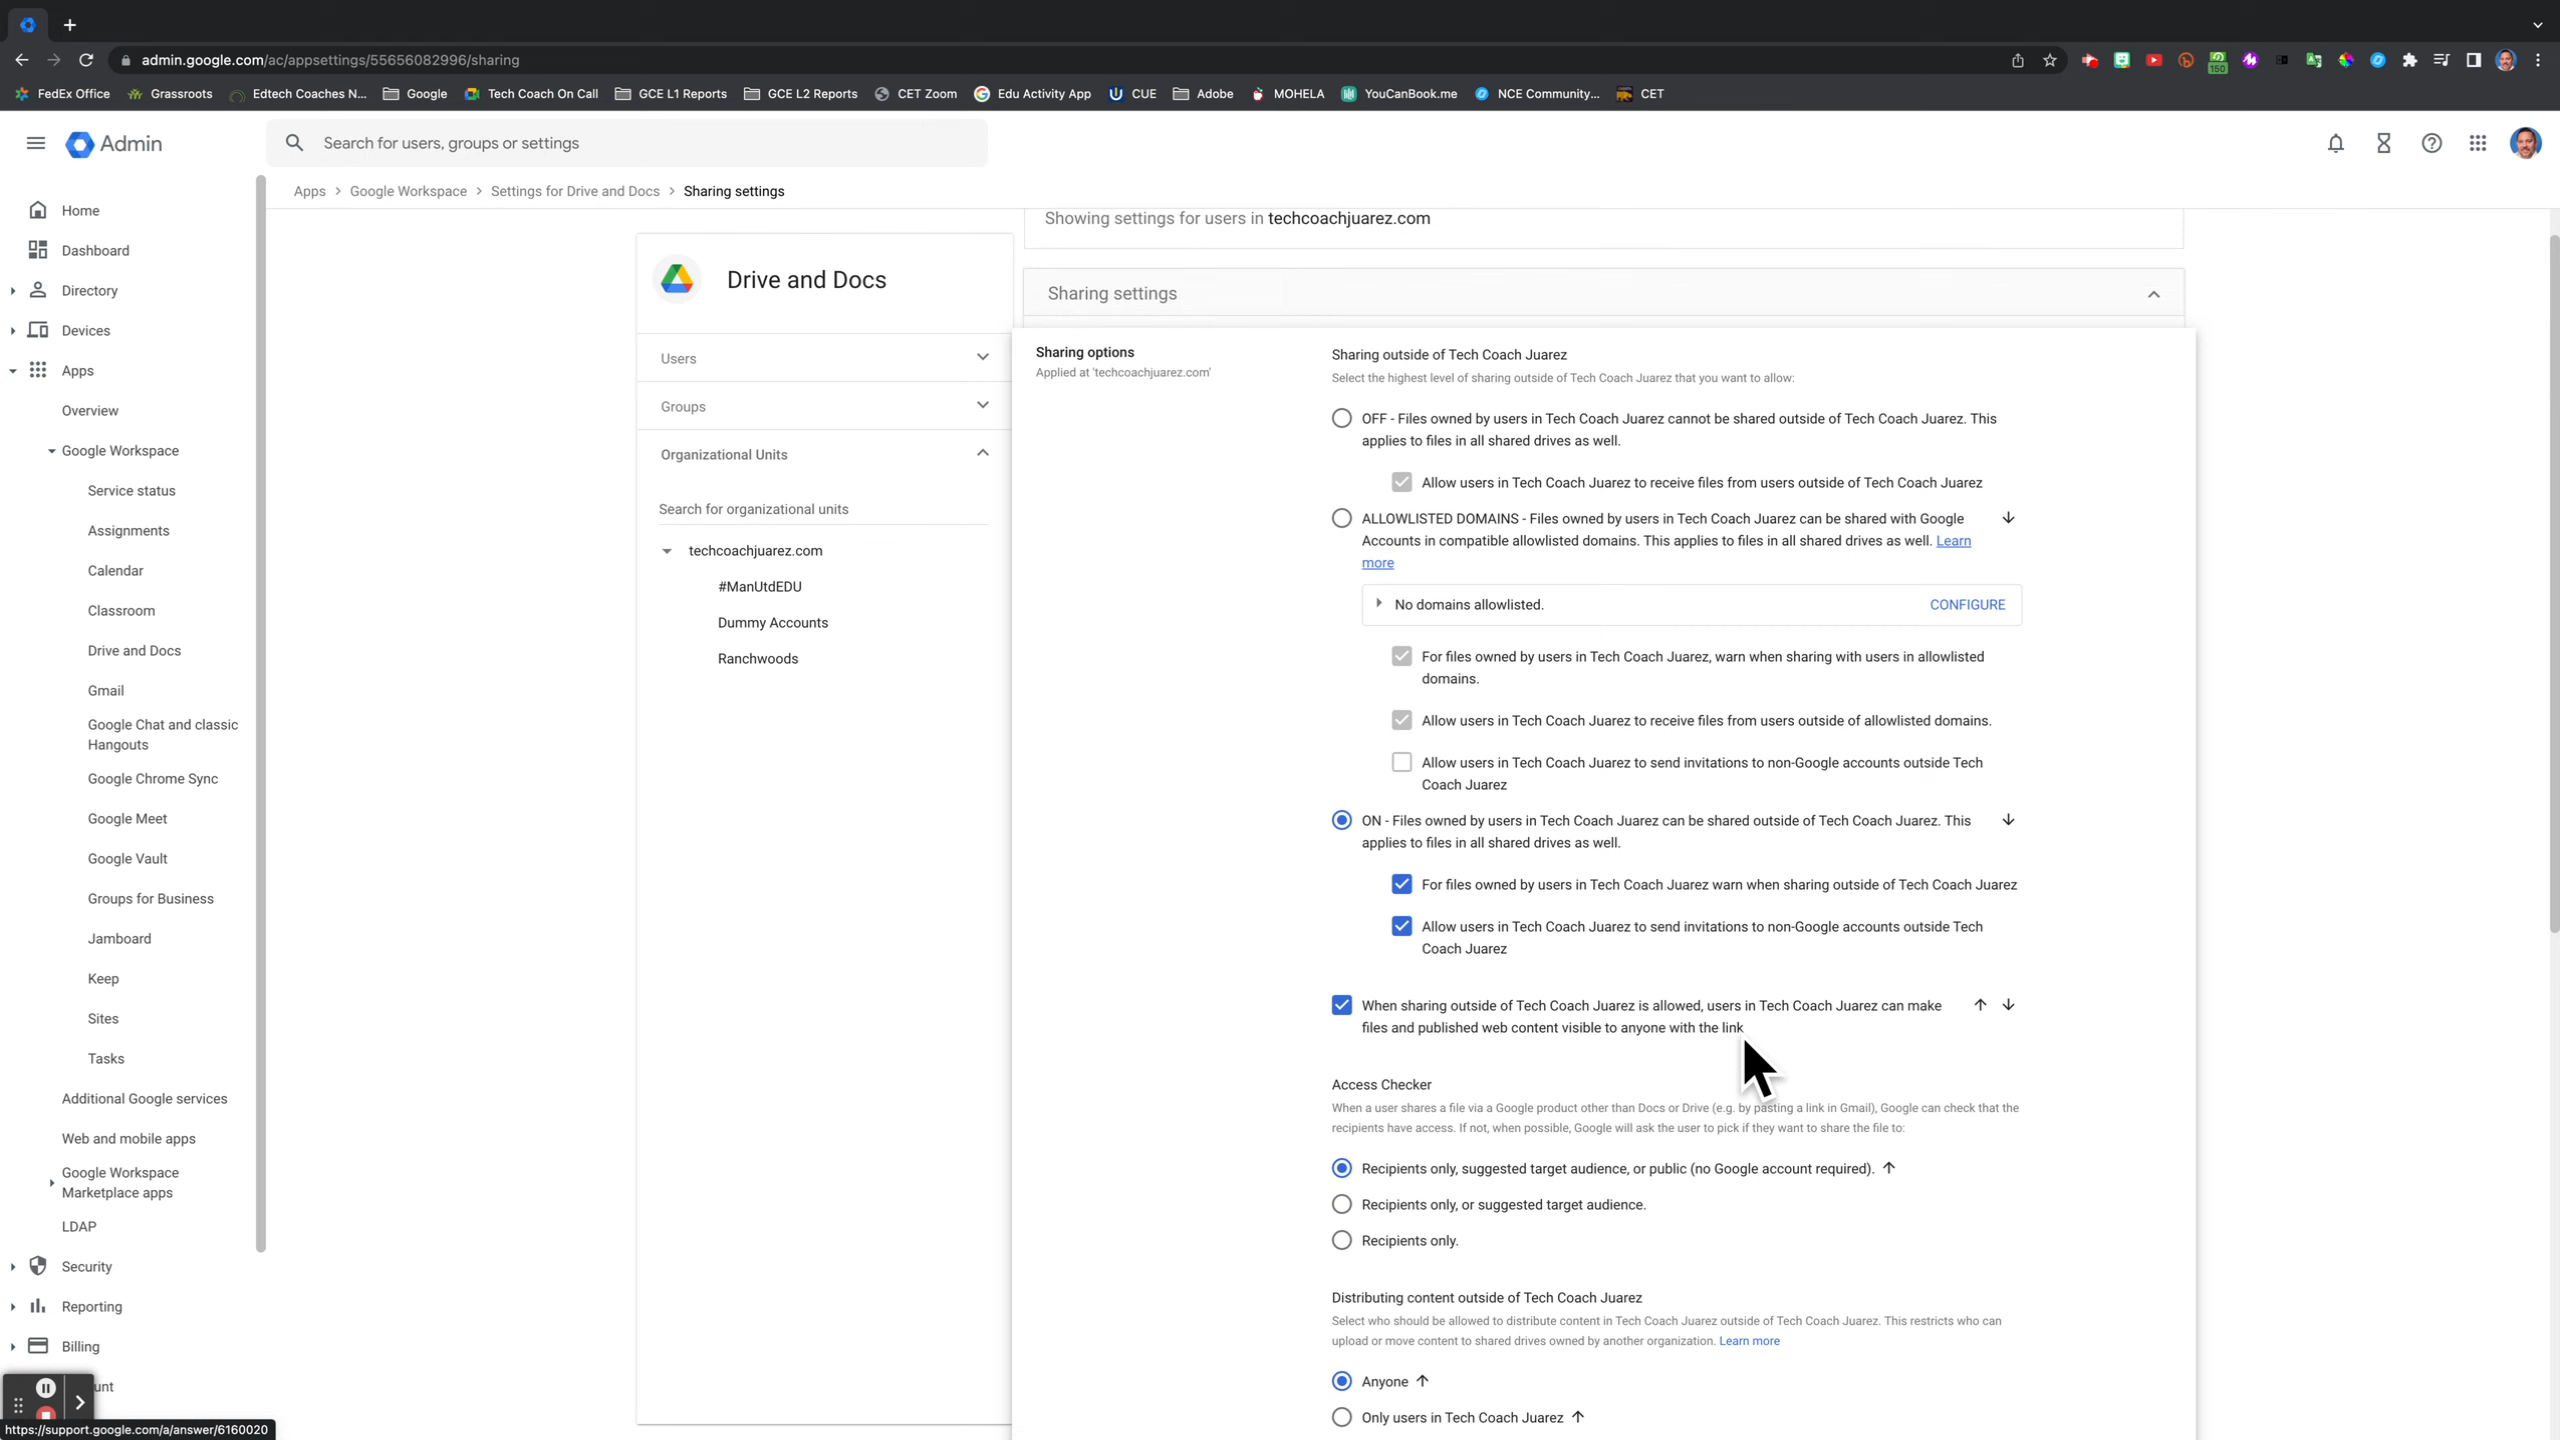 admin.google.com/ac/appsettings/55656082996/sharing
150
FedEx Office
Grassroots
Edtech Coaches N...
Google
Tech Coach On Call
GCE L1 Reports
GCE L2 Reports
CET Zoom
Edu Activity App
CUE
Adobe
MOHELA
YouCanBook.me
NCE Community...
CET
Admin
Search for users, groups or settings
Apps > Google Workspace > Settings for Drive and Docs > Sharing settings
Home
Dashboard
Directory
Devices
Apps
Overview
Google Workspace
Service status
Assignments
Calendar
Classroom
Drive and Docs
Gmail
Google Chat and classic
Hangouts
Google Chrome Sync
Google Meet
Google Vault
Groups for Business
Jamboard
Keep
Sites
Tasks
Additional Google services
Web and mobile apps
Google Workspace
Marketplace apps
LDAP
Security
Reporting
Billing
unt
https://support.google.com/a/answer/6160020
Drive and Docs
Users
Groups
Organizational Units
Search for organizational units
techcoachjuarez.com
#ManUtdEDU
Dummy Accounts
Ranchwoods
Showing settings for users in techcoachjuarez.com
Sharing settings
Sharing options
Applied at 'techcoachjuarez.com'
Sharing outside of Tech Coach Juarez
Select the highest level of sharing outside of Tech Coach Juarez that you want to allow:
OFF - Files owned by users in Tech Coach Juarez cannot be shared outside of Tech Coach Juarez. This
applies to files in all shared drives as well.
Allow users in Tech Coach Juarez to receive files from users outside of Tech Coach Juarez
ALLOWLISTED DOMAINS - Files owned by users in Tech Coach Juarez can be shared with Google
Accounts in compatible allowlisted domains. This applies to files in all shared drives as well. Learn
more
No domains allowlisted. CONFIGURE
For files owned by users in Tech Coach Juarez, warn when sharing with users in allowlisted
domains.
Allow users in Tech Coach Juarez to receive files from users outside of allowlisted domains.
Allow users in Tech Coach Juarez to send invitations to non-Google accounts outside Tech
Coach Juarez
ON - Files owned by users in Tech Coach Juarez can be shared outside of Tech Coach Juarez. This
applies to files in all shared drives as well.
For files owned by users in Tech Coach Juarez warn when sharing outside of Tech Coach Juarez
Allow users in Tech Coach Juarez to send invitations to non-Google accounts outside Tech
Coach Juarez
When sharing outside of Tech Coach Juarez is allowed, users in Tech Coach Juarez can make
files and published web content visible to anyone with the link
Access Checker
When a user shares a file via a Google product other than Docs or Drive (e.g. by pasting a link in Gmail), Google can check that the
recipients have access. If not, when possible, Google will ask the user to pick if they want to share the file to:
Recipients only, suggested target audience, or public (no Google account required).
Recipients only, or suggested target audience.
Recipients only.
Distributing content outside of Tech Coach Juarez
Select who should be allowed to distribute content in Tech Coach Juarez outside of Tech Coach Juarez. This restricts who can
upload or move content to shared drives owned by another organization. Learn more
Anyone
Only users in Tech Coach Juarez